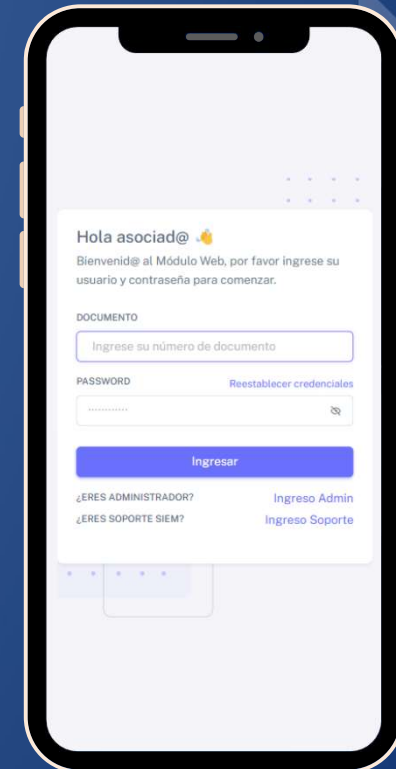 Hola asociad@ 👋
Bienvenid@ al Módulo Web, por favor ingrese su
usuario y contraseña para comenzar.
DOCUMENTO
Ingrese su número de documento
PASSWORD Reestablecer credenciales
············
Ingresar
¿ERES ADMINISTRADOR? Ingreso Admin
¿ERES SOPORTE SIEM? Ingreso Soporte